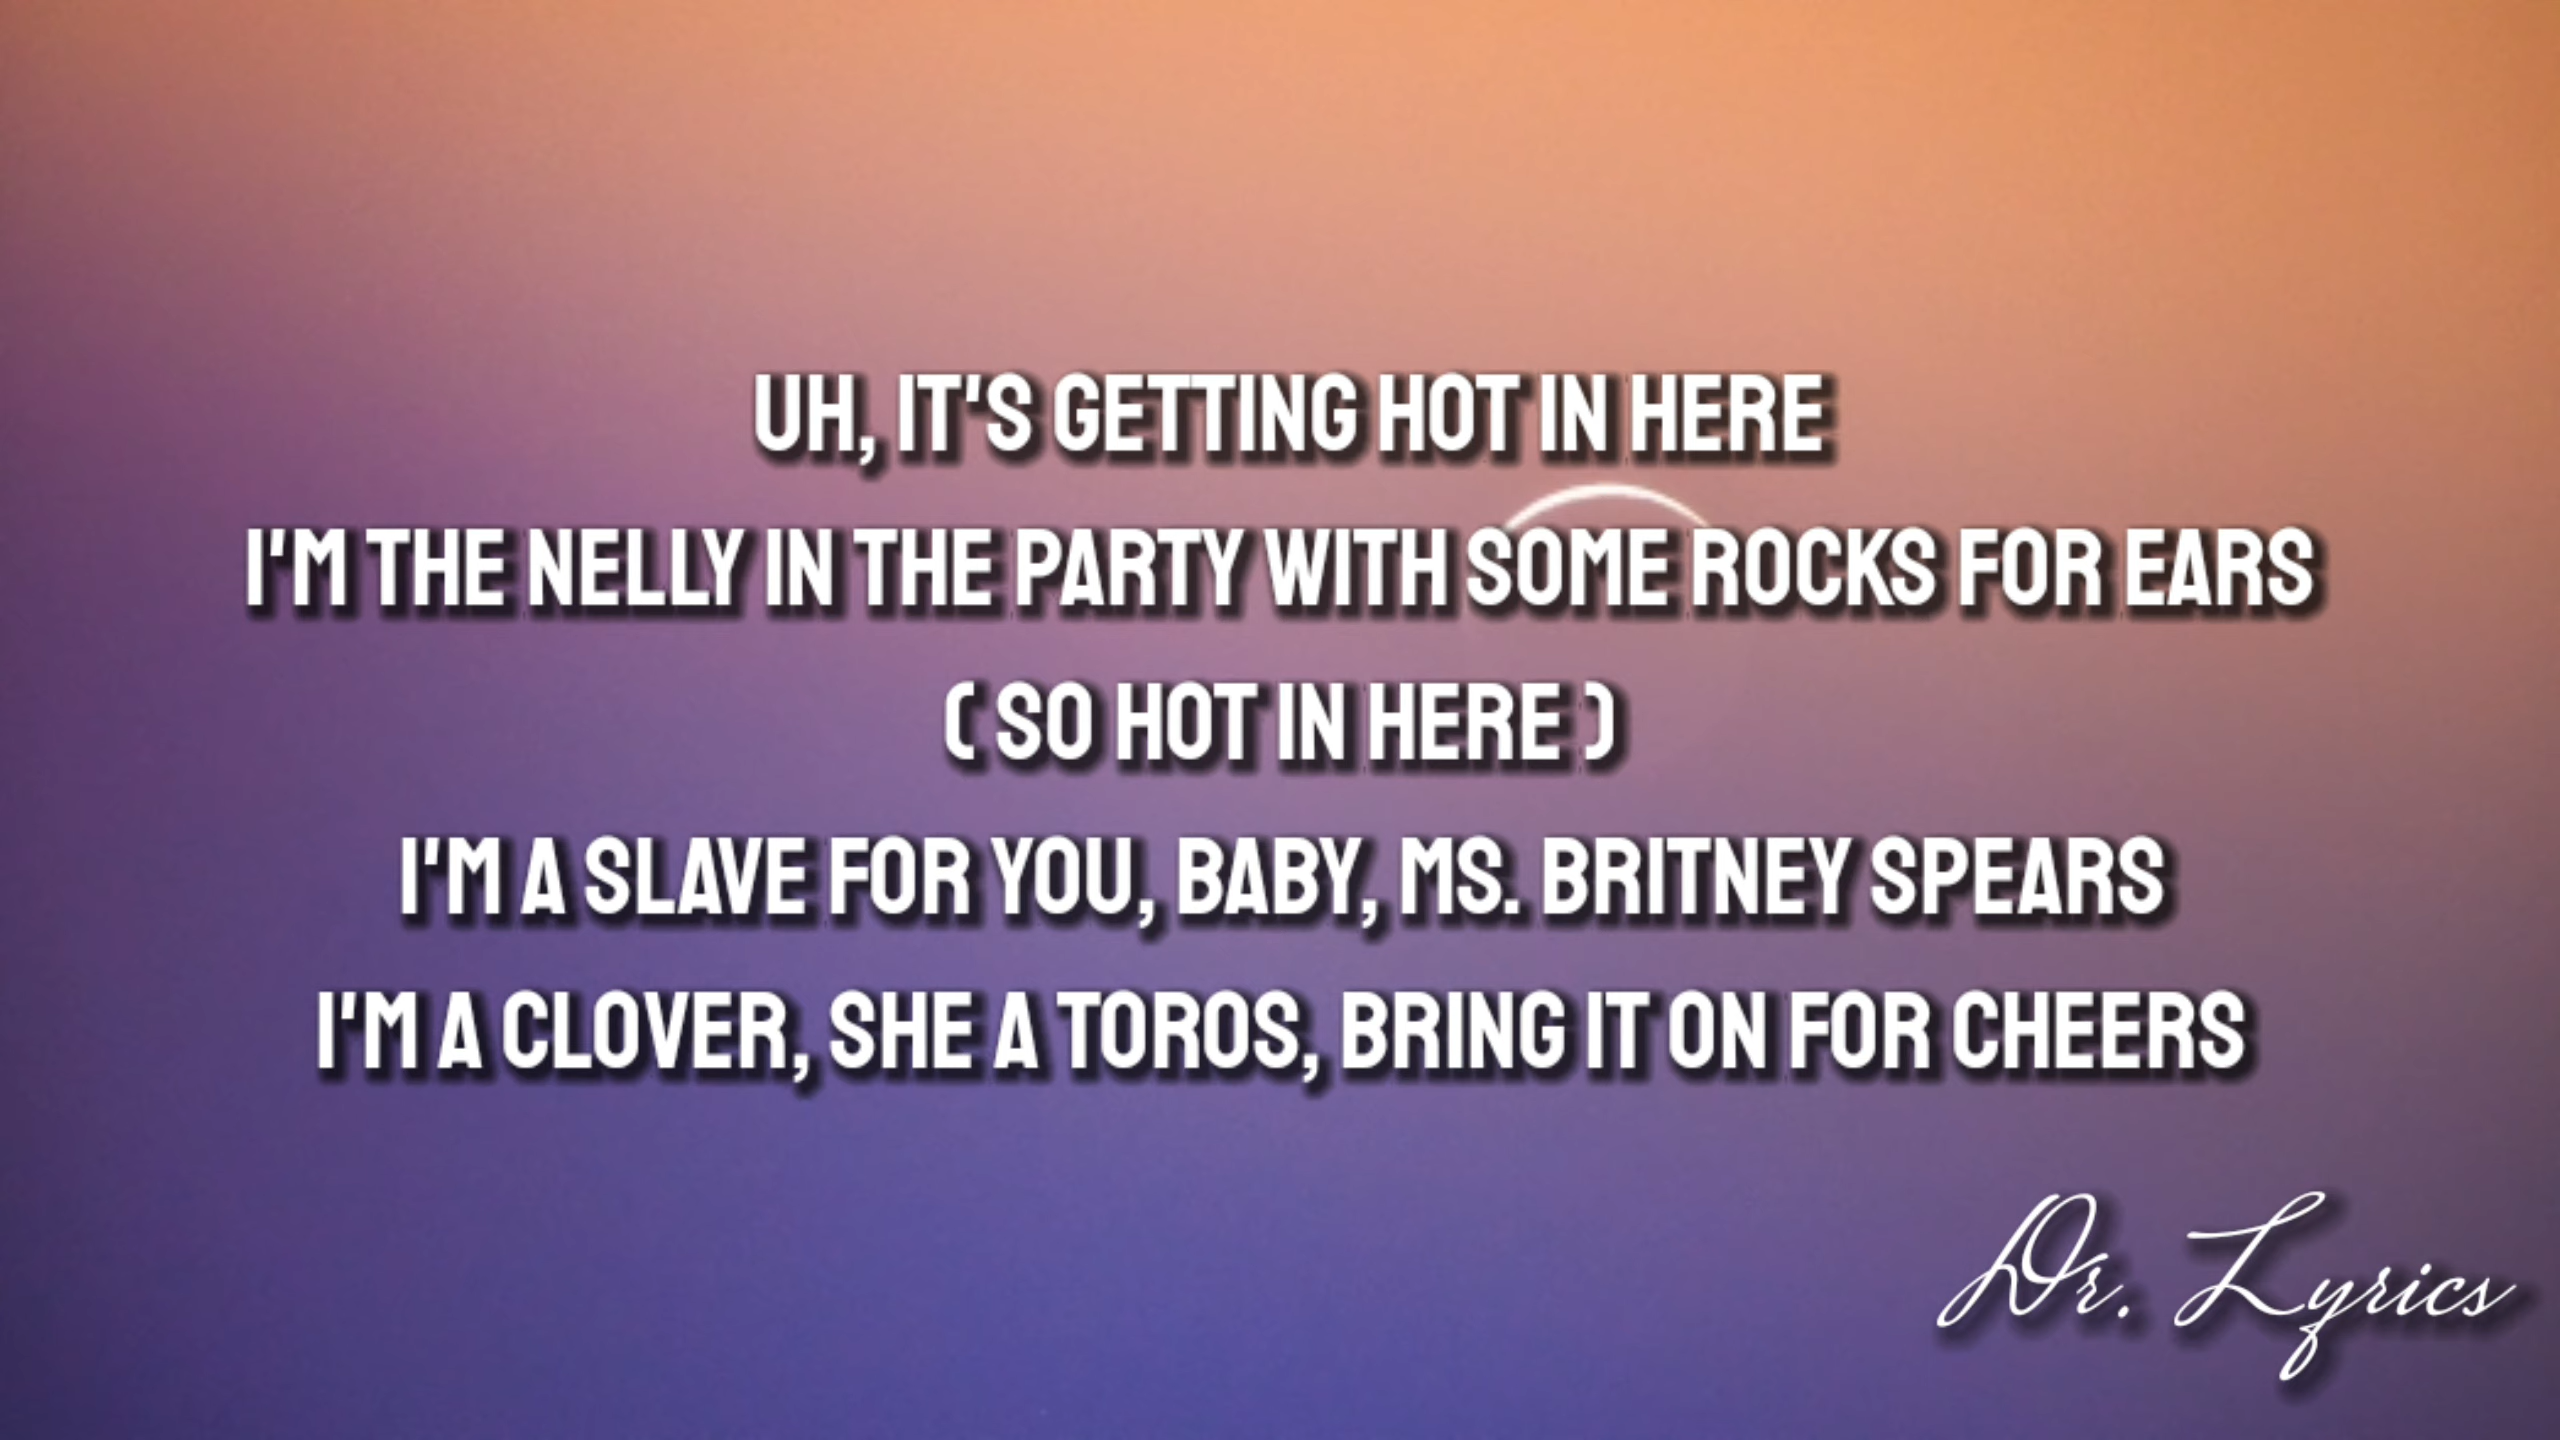 UH, IT'S GETTING HOT IN HERE
I'M THE NELLY IN THE PARTY WITH SOME ROCKS FOR EARS
( SO HOT IN HERE )
I'M A SLAVE FOR YOU, BABY, MS. BRITNEY SPEARS
I'M A CLOVER, SHE A TOROS, BRING IT ON FOR CHEERS
Dr. Lyrics